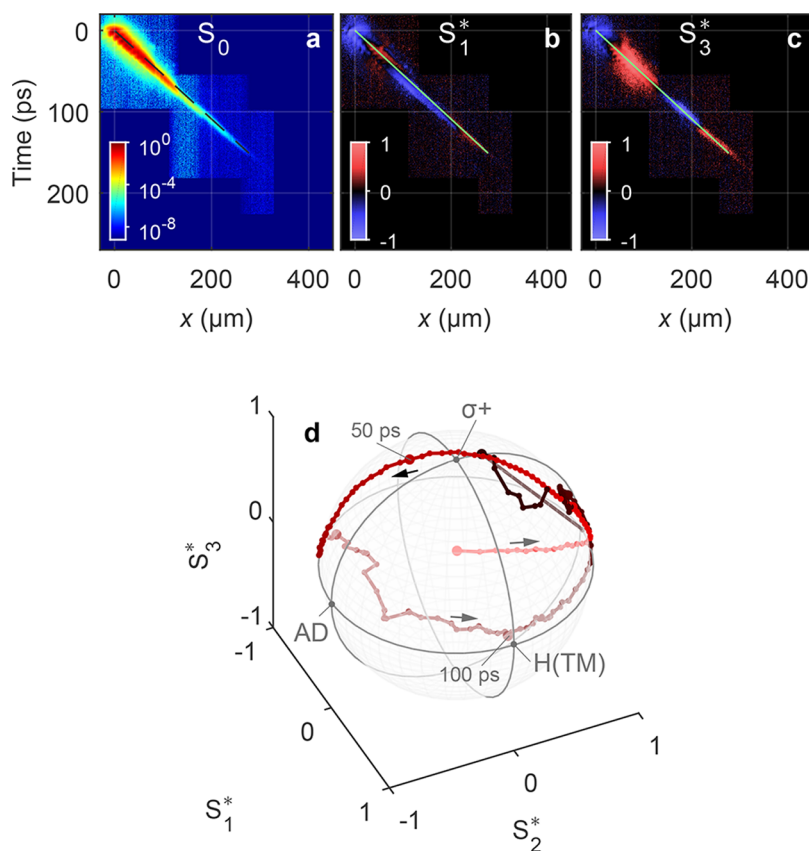 S₀ a S₁* b S₃* c
0
100
200
Time (ps)
10⁰
10⁻⁴
10⁻⁸
1
0
-1
1
0
-1
0 200 400 0 200 400 0 200 400
x (µm) x (µm) x (µm)
1
d
σ+
50 ps
0
S₃*
-1
-1
AD
H(TM)
100 ps
0
1
1
0
-1
S₁*
S₂*